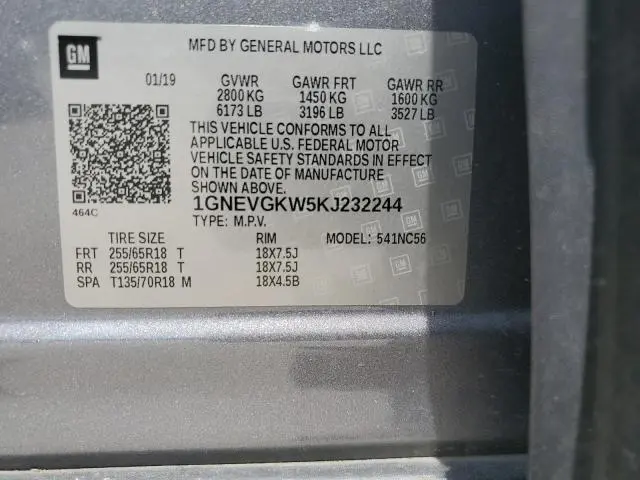 GM
MFD BY GENERAL MOTORS LLC
01/19 GVWR GAWR FRT GAWR RR
2800 KG 1450 KG 1600 KG
6173 LB 3196 LB 3527 LB
THIS VEHICLE CONFORMS TO ALL
APPLICABLE U.S. FEDERAL MOTOR
VEHICLE SAFETY STANDARDS IN EFFECT
ON THE DATE OF MANUFACTURE
SHOWN ABOVE.
464C
1GNEVGKW5KJ232244
TYPE: M.P.V.
TIRE SIZE RIM MODEL: 541NC56
FRT 255/65R18 T 18X7.5J
RR 255/65R18 T 18X7.5J
SPA T135/70R18 M 18X4.5B